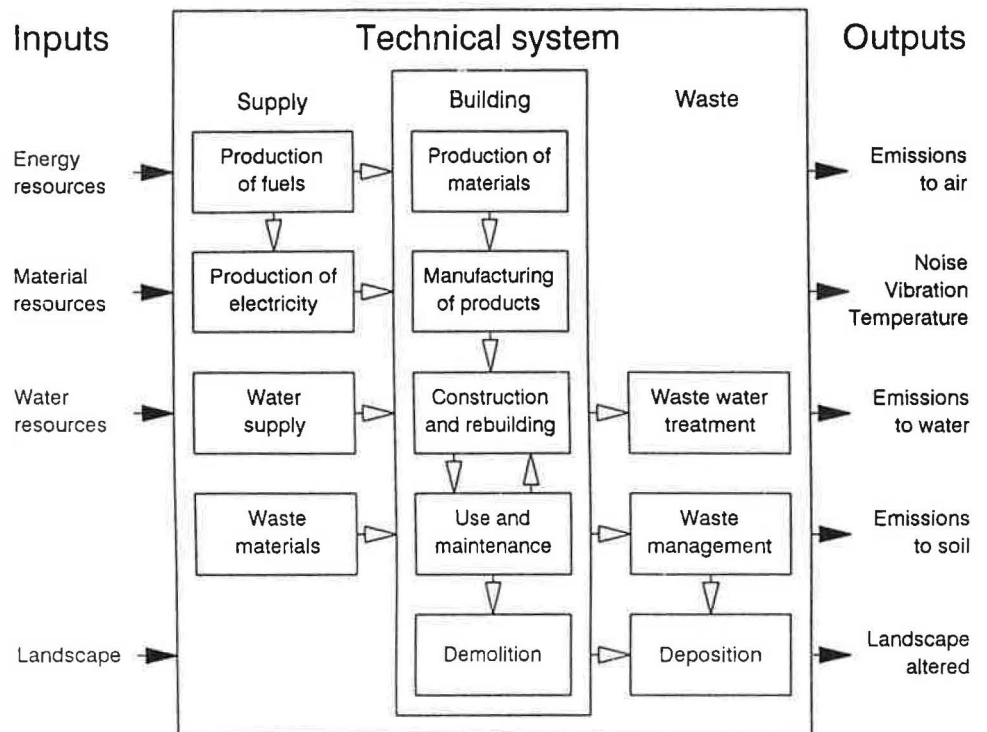 Inputs
Technical system
Outputs
Supply
Building
Waste
Energy
resources
Production
of fuels
Production of
materials
Emissions
to air
Material
resources
Production of
electricity
Manufacturing
of products
Noise
Vibration
Temperature
Water
resources
Water
supply
Construction
and rebuilding
Waste water
treatment
Emissions
to water
Waste
materials
Use and
maintenance
Waste
management
Emissions
to soil
Landscape
Demolition
Deposition
Landscape
altered